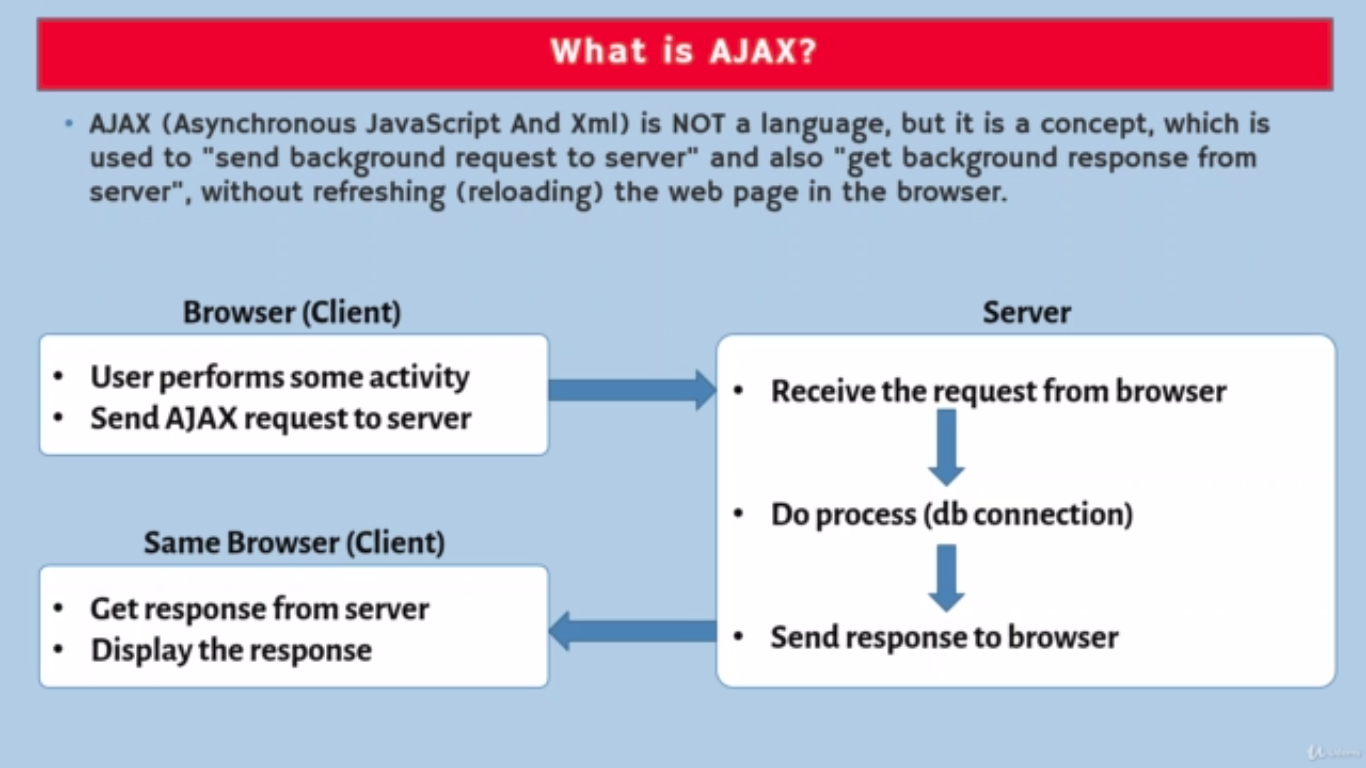 What is AJAX?
• AJAX (Asynchronous JavaScript And Xml) is NOT a language, but it is a concept, which is
used to "send background request to server" and also "get background response from
server", without refreshing (reloading) the web page in the browser.
Browser (Client)
• User performs some activity
• Send AJAX request to server
Server
• Receive the request from browser
• Do process (db connection)
• Send response to browser
Same Browser (Client)
• Get response from server
• Display the response